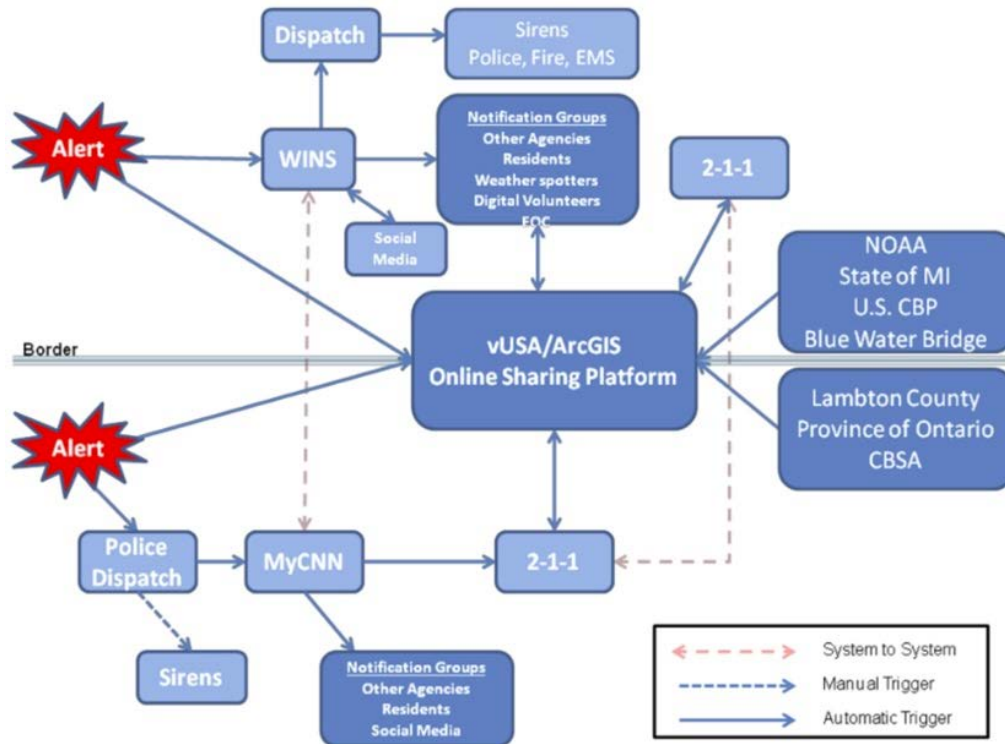 Dispatch
Sirens
Police, Fire, EMS
Alert
WINS
Notification Groups
Other Agencies
Residents
Weather spotters
Digital Volunteers
EOC
2-1-1
Social
Media
NOAA
State of MI
U.S. CBP
Blue Water Bridge
vUSA/ArcGIS
Online Sharing Platform
Border
Lambton County
Province of Ontario
CBSA
Alert
Police
Dispatch
MyCNN
2-1-1
Sirens
Notification Groups
Other Agencies
Residents
Social Media
System to System
Manual Trigger
Automatic Trigger